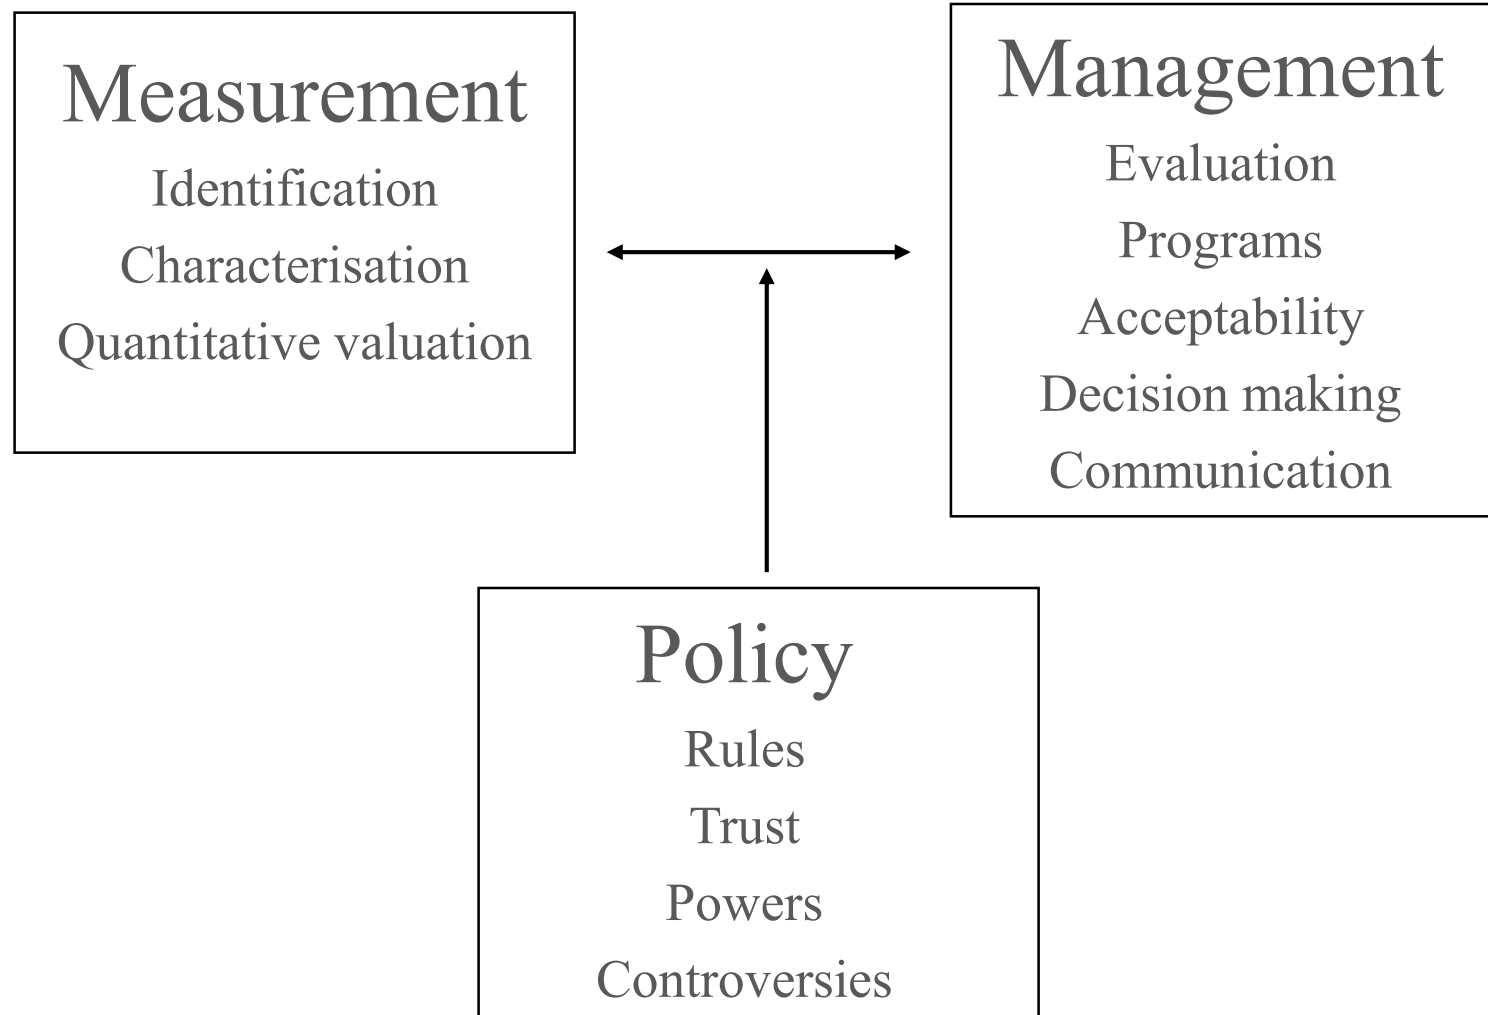 Measurement
Identification
Characterisation
Quantitative valuation
Management
Evaluation
Programs
Acceptability
Decision making
Communication
Policy
Rules
Trust
Powers
Controversies